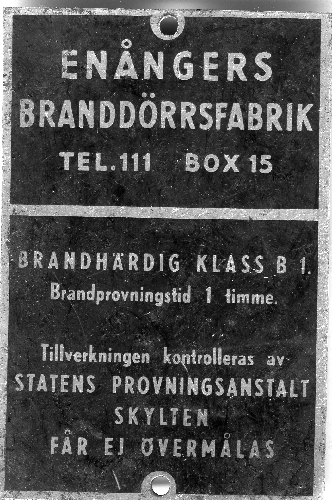 ENÅNGERS
BRANDDÖRRSFABRIK
TEL. 111 BOX 15
BRANDHÄRDIG KLASS B 1.
Brandprovningstid 1 timme.
Tillverkningen kontrolleras av
STATENS PROVNINGSANSTALT
SKYLTEN
FÅR EJ ÖVERMÅLAS